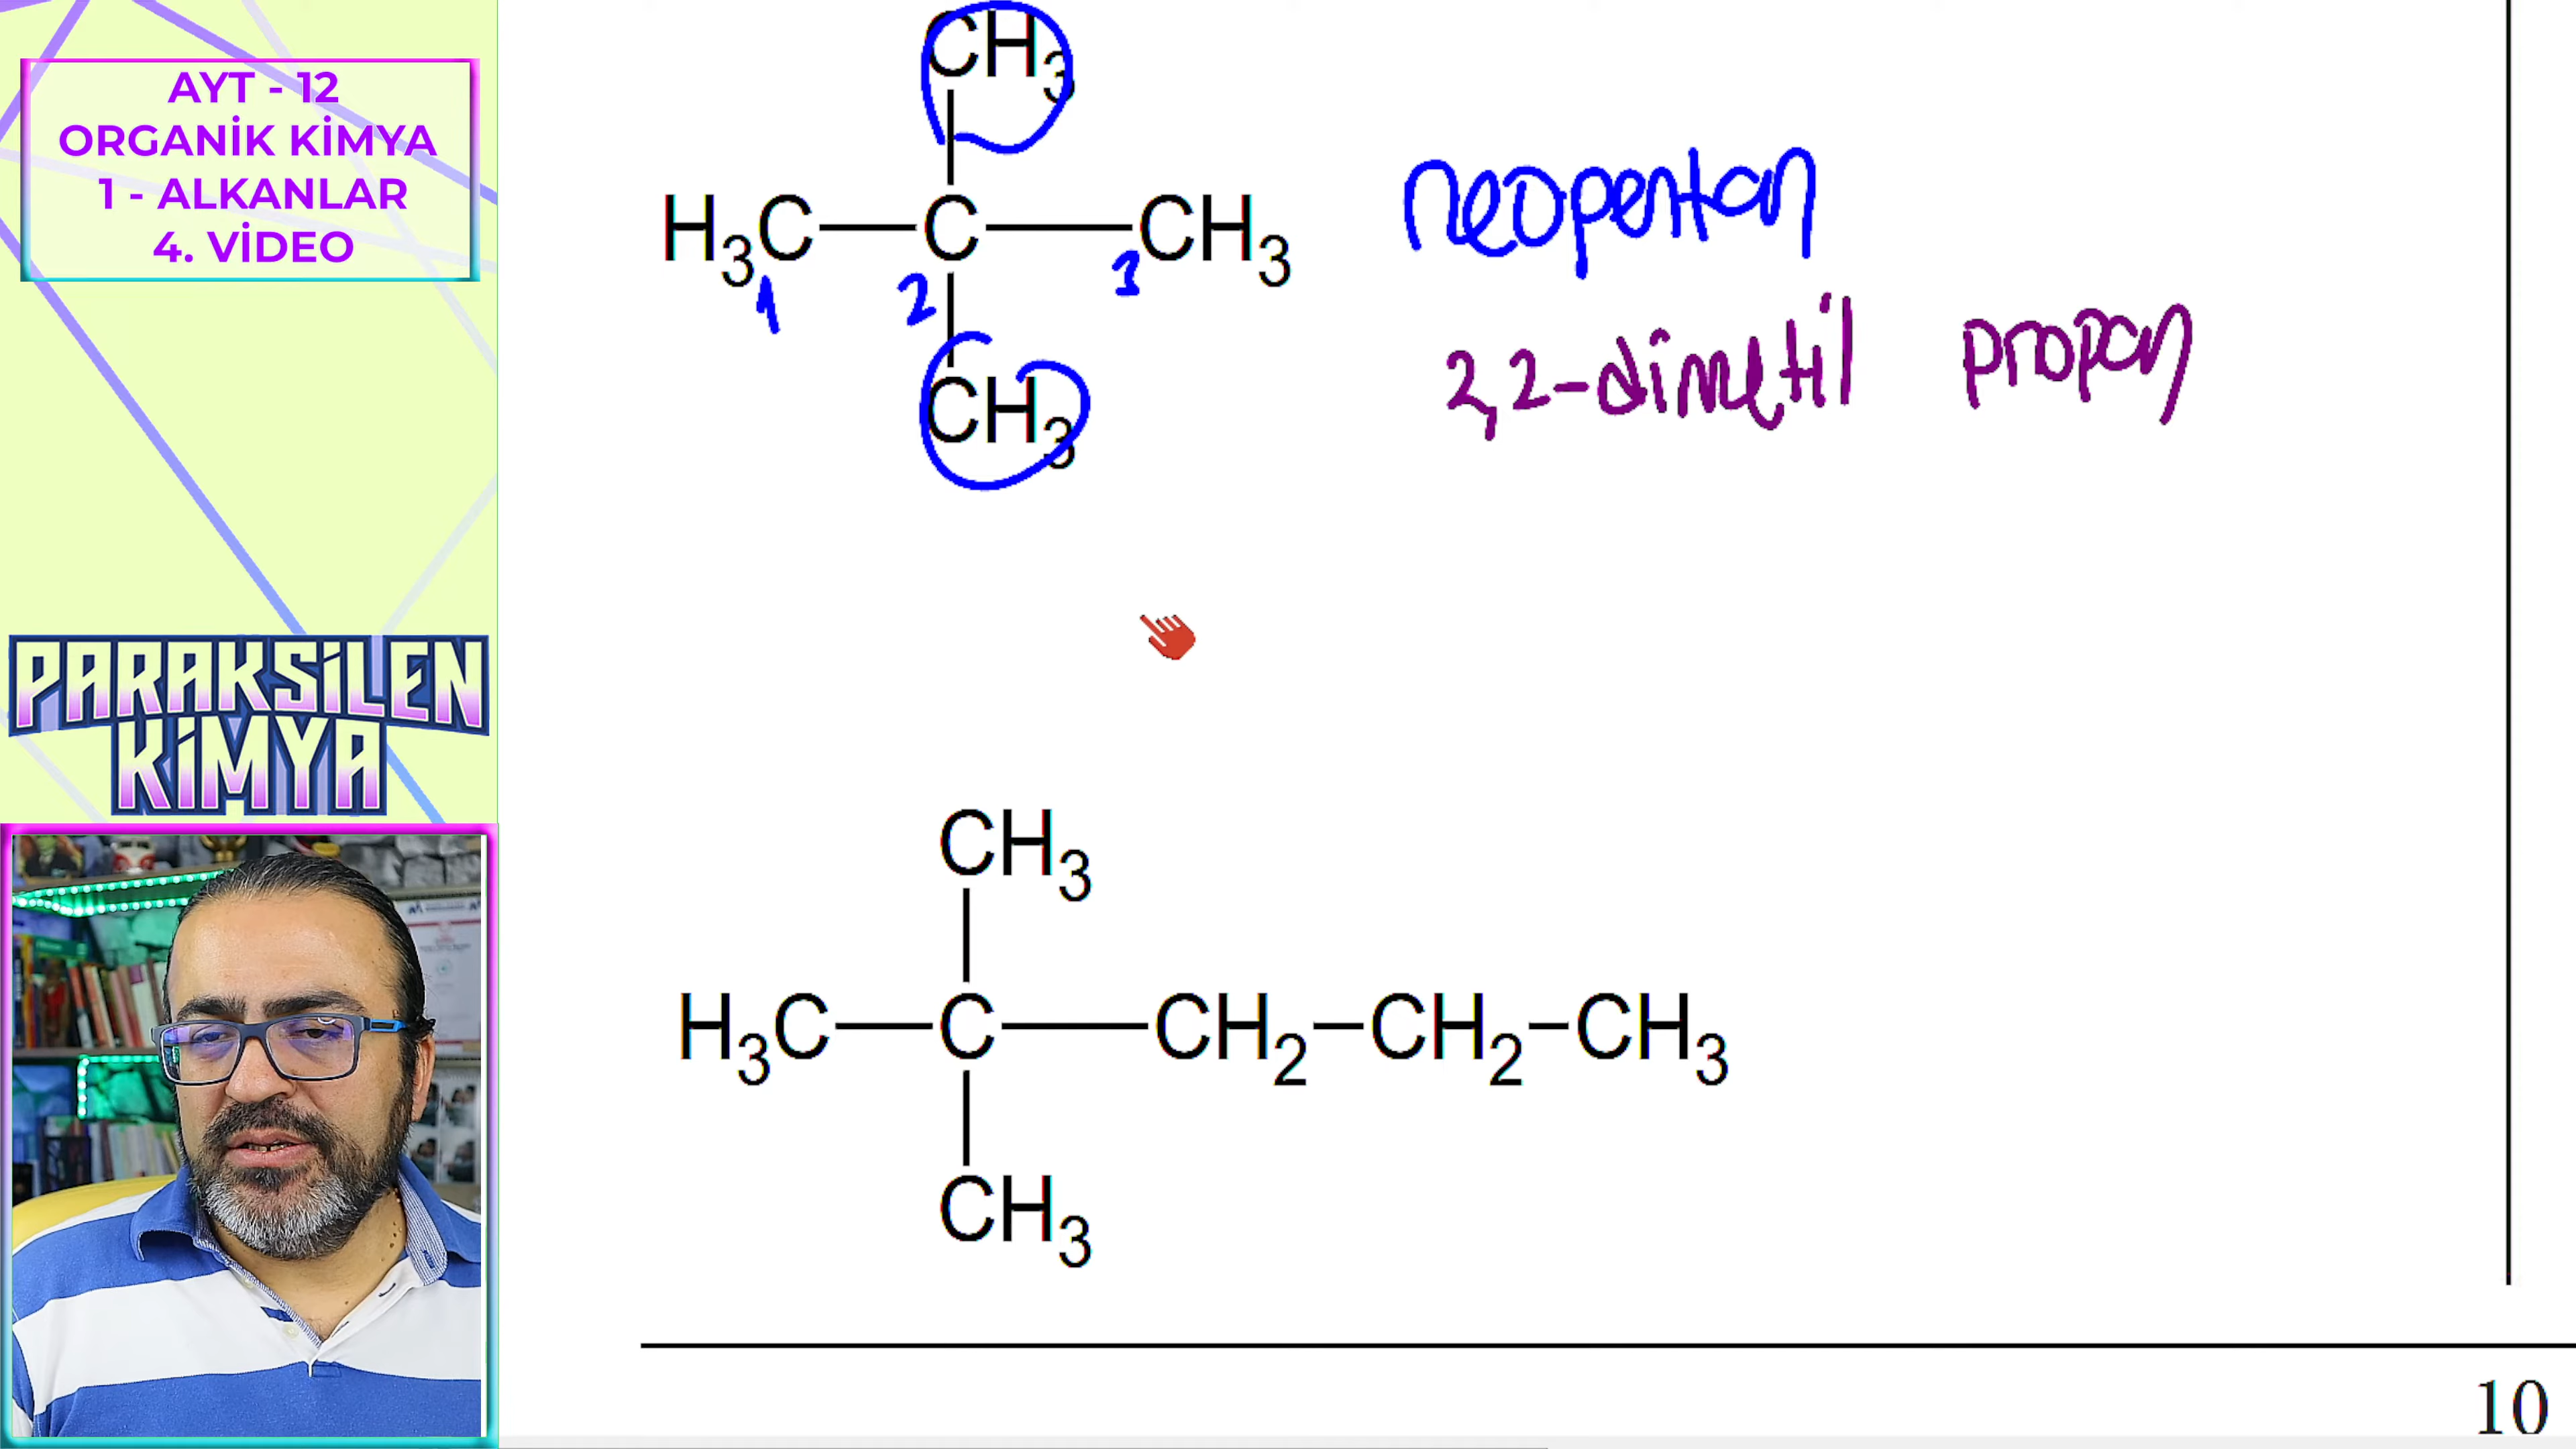 AYT - 12
ORGANİK KİMYA
1 - ALKANLAR
4. VİDEO
PARAKSİLEN
KİMYA
CH3
H3C—C—CH3
1 2 3
CH3
neopentan
2,2-dimetil propan
CH3
H3C—C—CH2—CH2—CH3
CH3
10